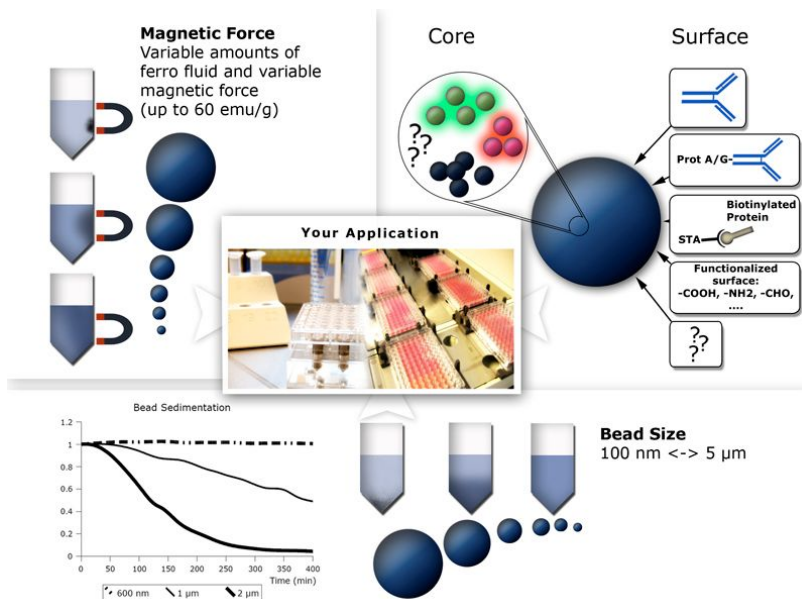 Magnetic Force
Variable amounts of
ferro fluid and variable
magnetic force
(up to 60 emu/g)
Core
Surface
?
?
?
Prot A/G-
Biotinylated
Protein
STA
Functionalized
surface:
-COOH, -NH2, -CHO,
....
?
?
?
Your Application
Bead Sedimentation
1.2
1
0.8
0.6
0.4
0.2
0
0 50 100 150 200 250 300 350 400
Time (min)
600 nm 1 µm 2 µm
Bead Size
100 nm <-> 5 µm